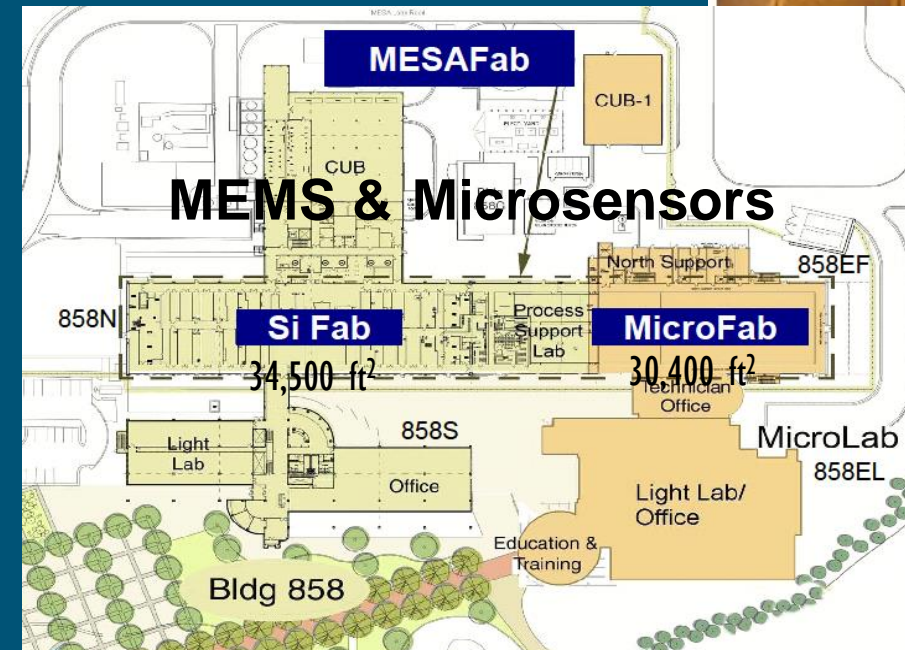 MESAFab
CUB-1
CUB
MEMS & Microsensors
North Support
858EF
858N
Si Fab
Process
Support
Lab
MicroFab
34,500 ft²
30,400 ft²
Technician
Office
858S
Light
Lab
Office
MicroLab
858EL
Light Lab/
Office
Education &
Training
Bldg 858